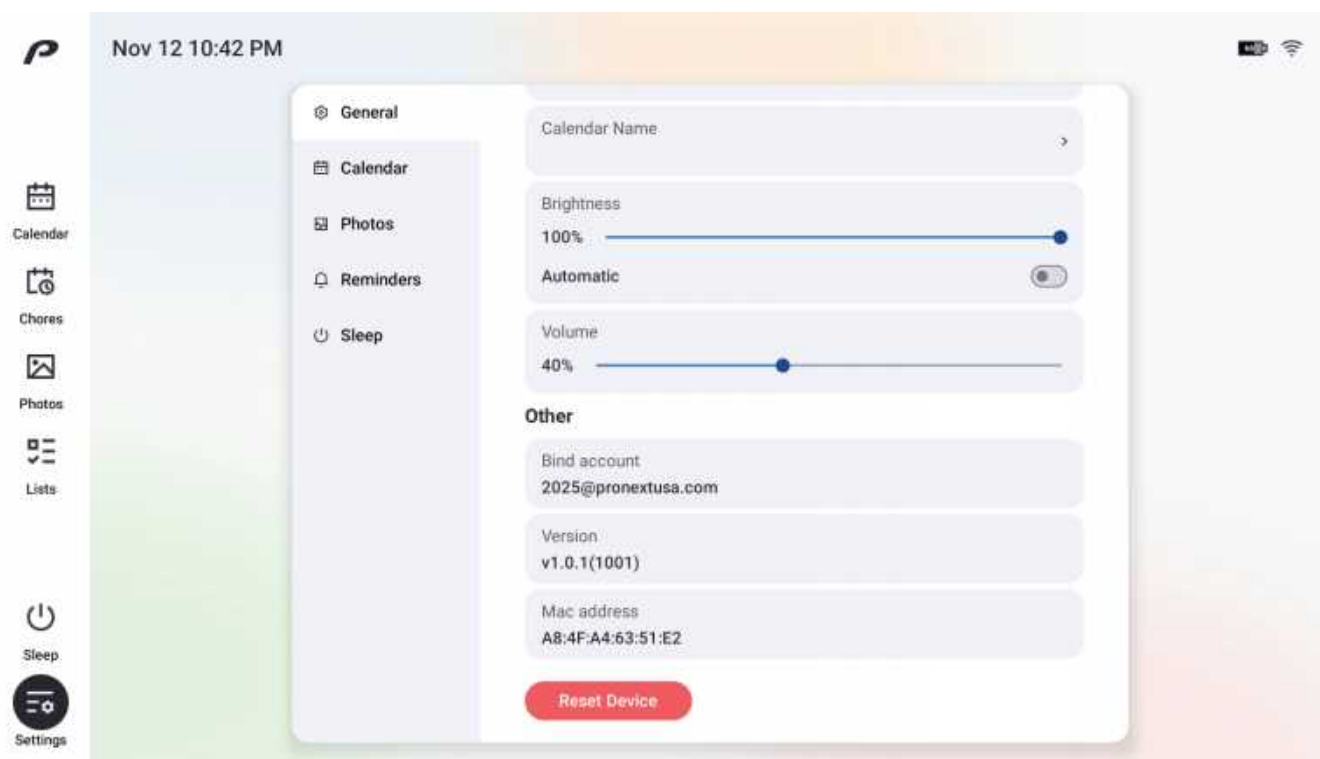 Nov 12 10:42 PM
Calendar
Chores
Photos
Lists
Sleep
Settings
General
Calendar
Photos
Reminders
Sleep
Calendar Name
Brightness
100%
Automatic
Volume
40%
Other
Bind account
2025@pronextusa.com
Version
v1.0.1(1001)
Mac address
A8:4F:A4:63:51:E2
Reset Device